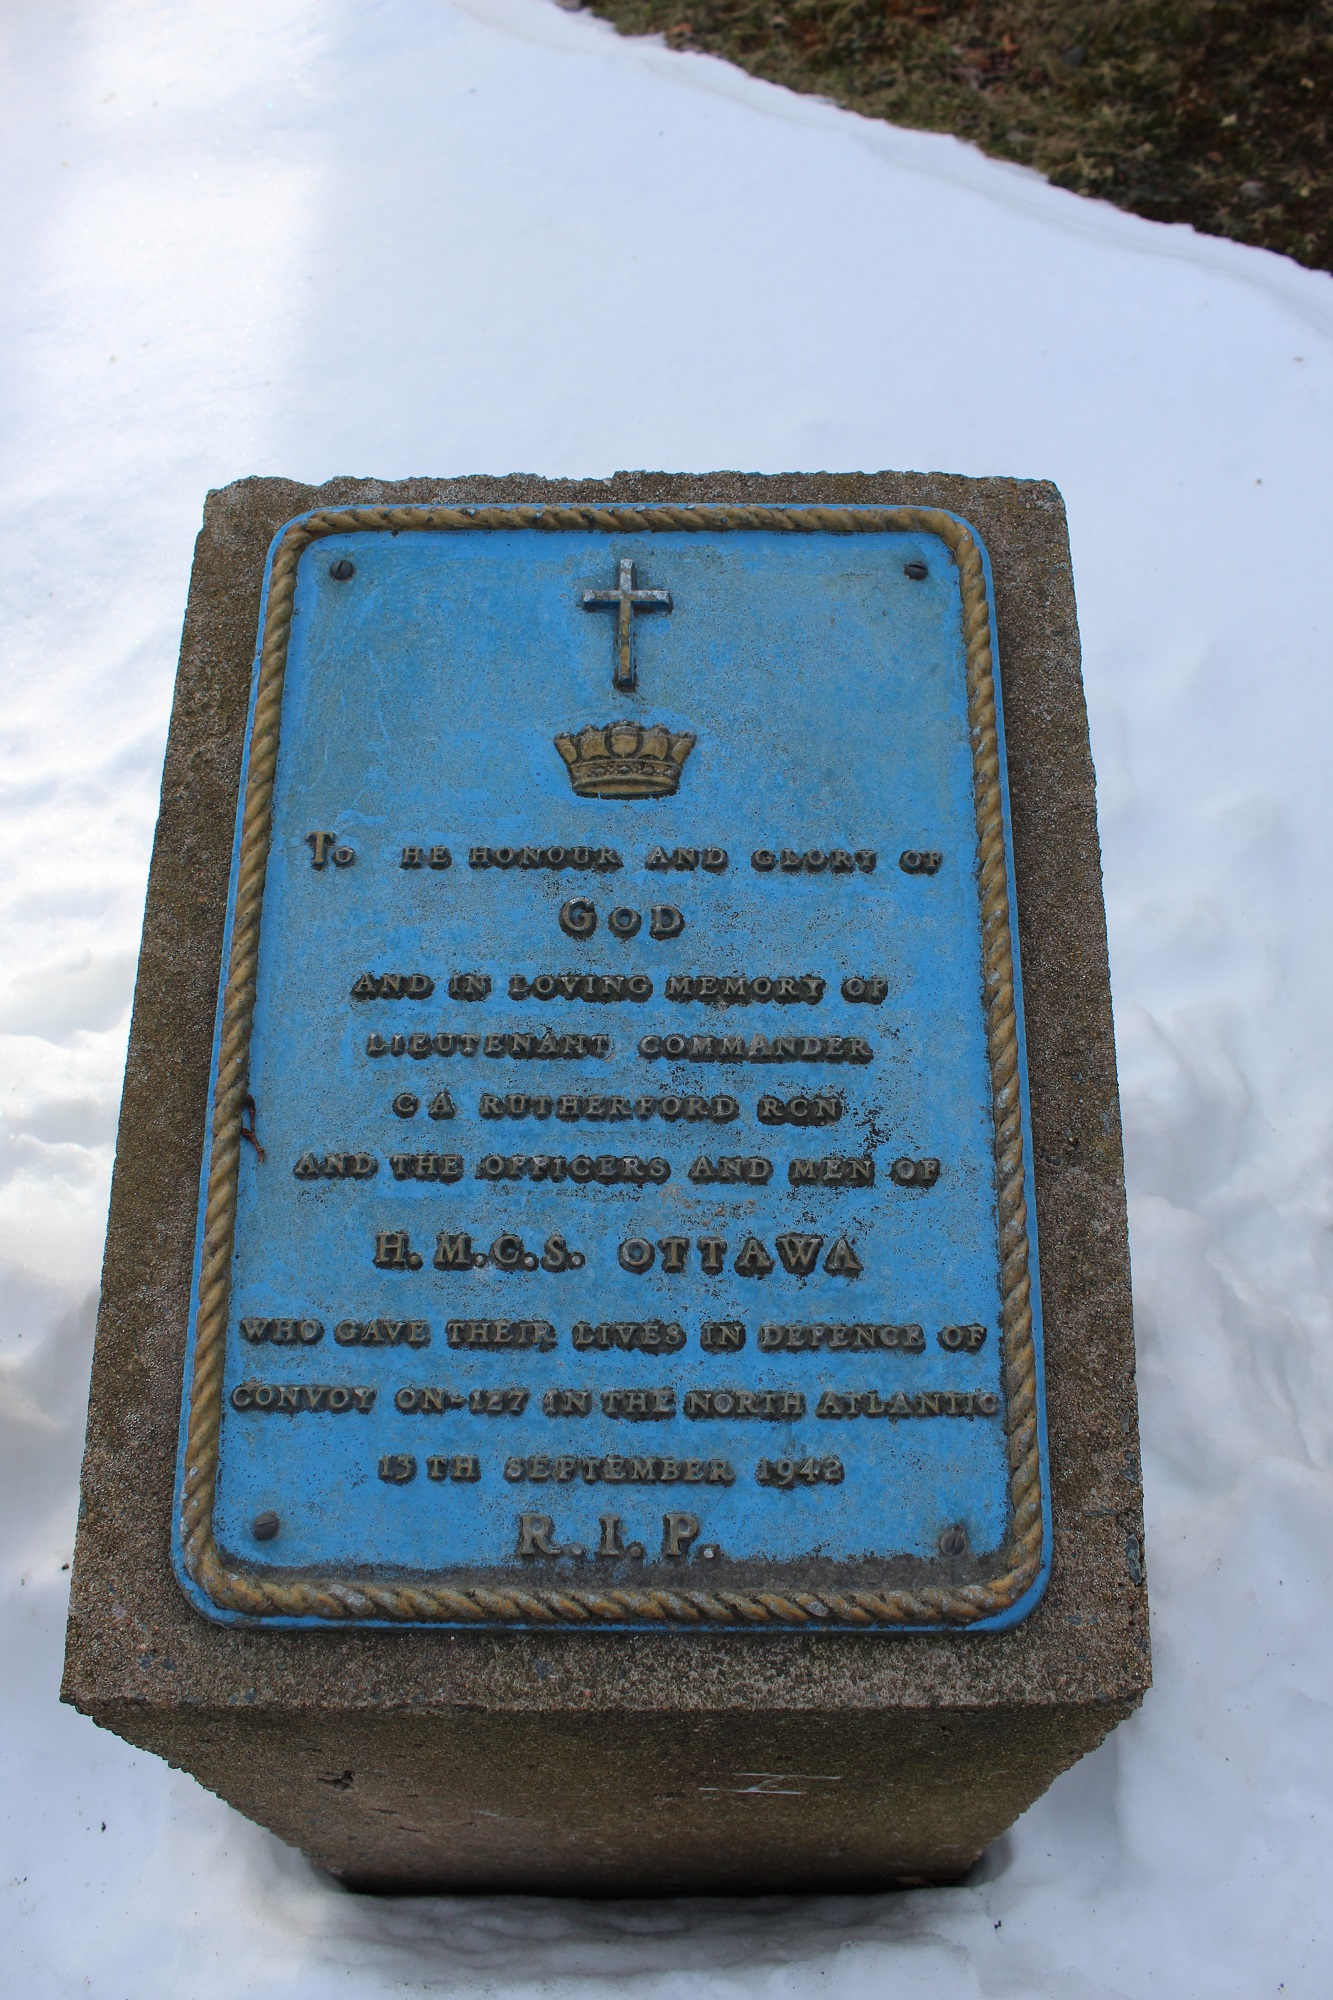 To HE HONOUR AND GLORY OF
GOD
AND IN LOVING MEMORY OF
LIEUTENANT COMMANDER
C A RUTHERFORD RCN
AND THE OFFICERS AND MEN OF
H.M.C.S. OTTAWA
WHO GAVE THEIR LIVES IN DEFENCE OF
CONVOY ON-127 IN THE NORTH ATLANTIC
13TH SEPTEMBER 1942
R.I.P.